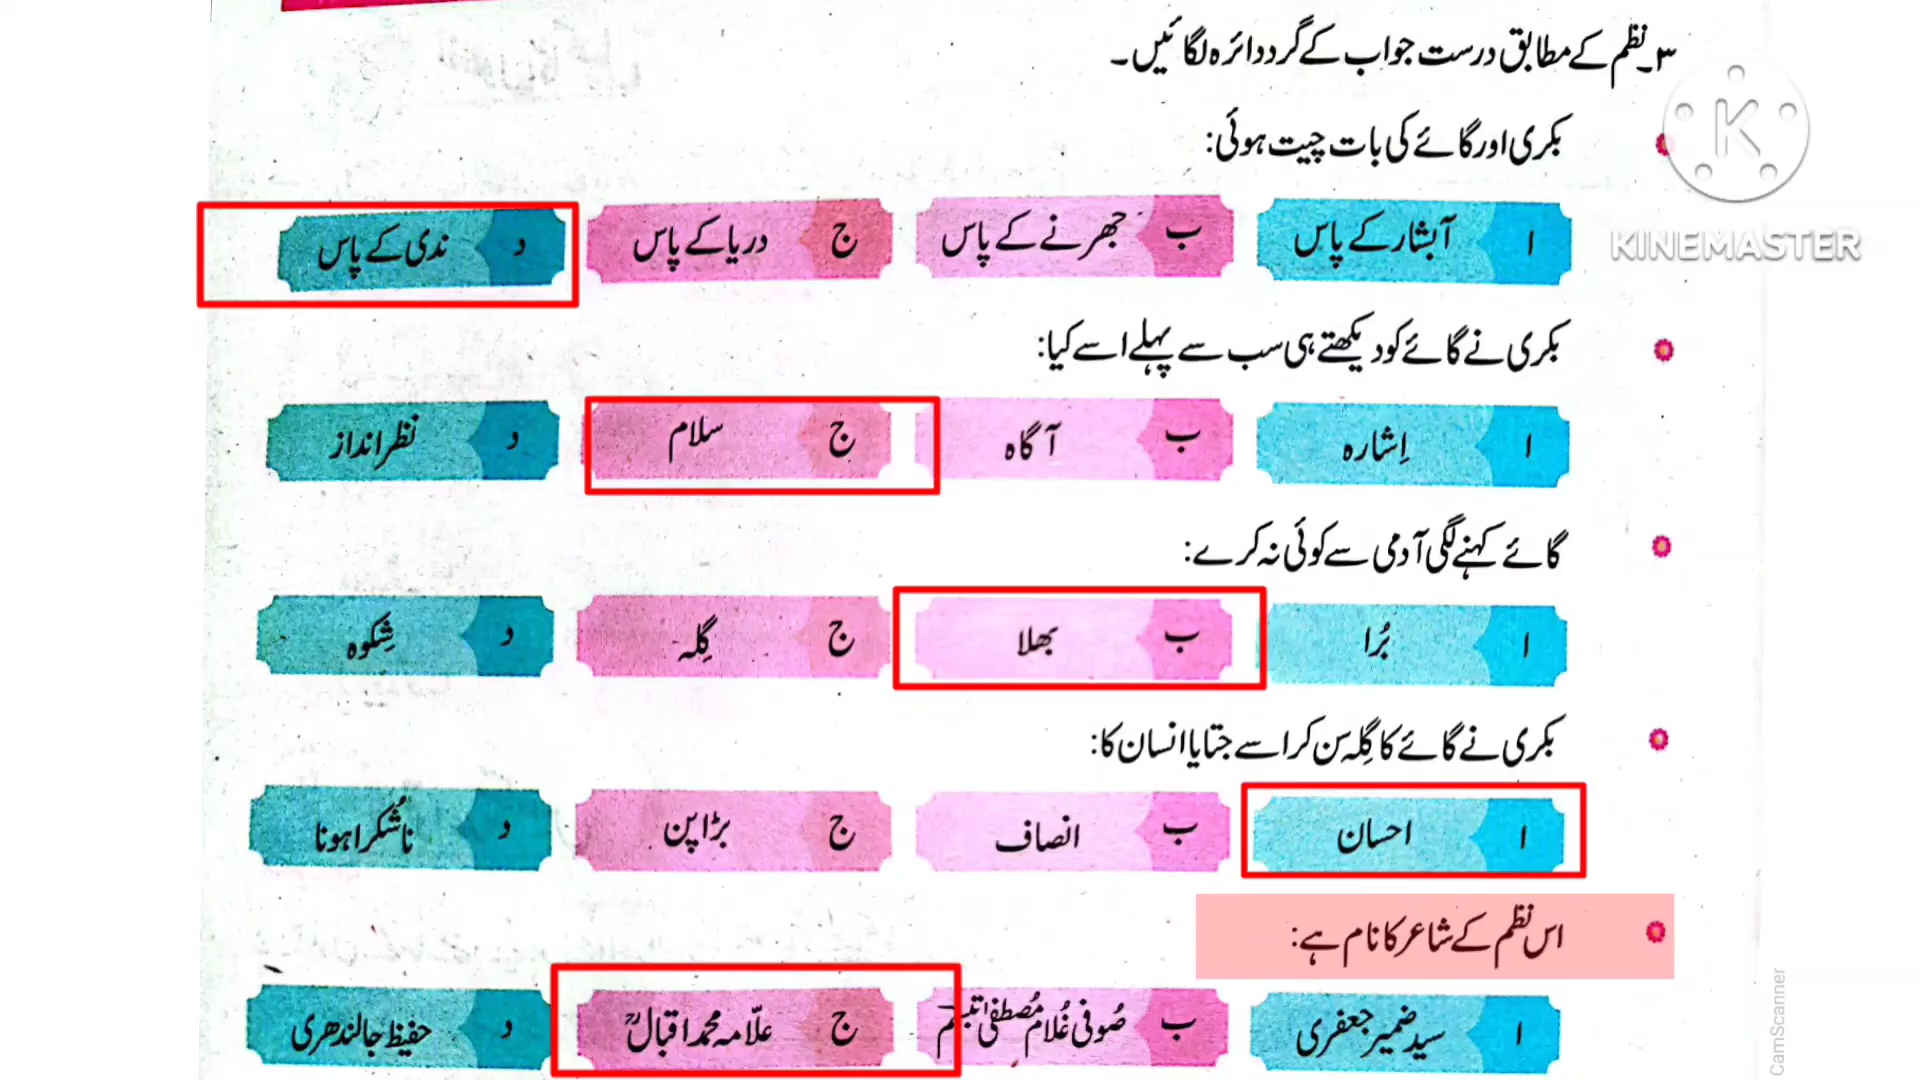 ۳۔ نظم کے مطابق درست جواب کے گرد دائرہ لگائیں۔
بکری اور گائے کی بات چیت ہوئی:
ا آبشار کے پاس ب جھرنے کے پاس ج دریا کے پاس د ندی کے پاس
KINEMASTER
بکری نے گائے کو دیکھتے ہی سب سے پہلے اسے کیا:
ا اِشارہ ب آگاہ ج سلام د نظر انداز
گائے کہنے لگی آدمی سے کوئی نہ کرے:
ا بُرا ب بھلا ج گِلہ د شِکوہ
بکری نے گائے کا گِلہ سن کر اسے جتایا انسان کا:
ا احسان ب انصاف ج بڑاپن د ناشُکرا ہونا
اس نظم کے شاعر کا نام ہے:
ا سید ضمیر جعفری ب صُوفی غُلام مُصطفیٰ تبسّم ج علّامہ محمد اقبالؒ د حفیظ جالندھری
CamScanner